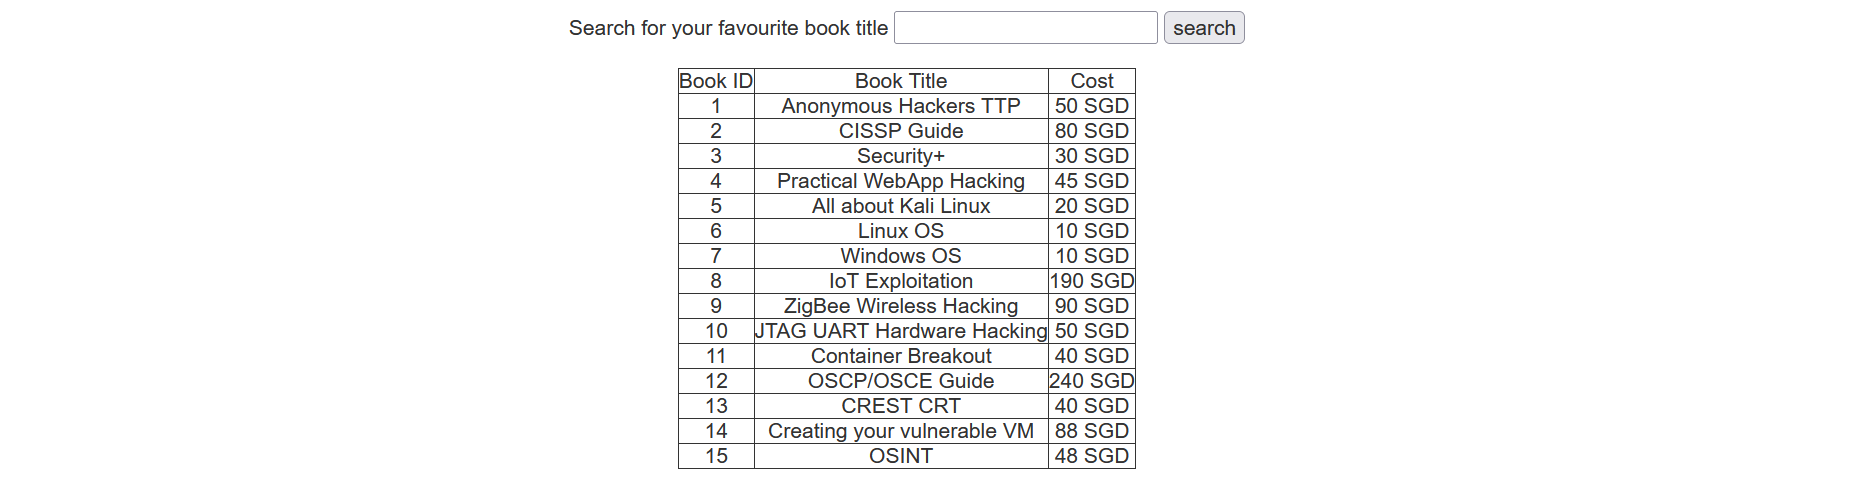 Search for your favourite book title search
Book ID Book Title Cost
1 Anonymous Hackers TTP 50 SGD
2 CISSP Guide 80 SGD
3 Security+ 30 SGD
4 Practical WebApp Hacking 45 SGD
5 All about Kali Linux 20 SGD
6 Linux OS 10 SGD
7 Windows OS 10 SGD
8 IoT Exploitation 190 SGD
9 ZigBee Wireless Hacking 90 SGD
10 JTAG UART Hardware Hacking 50 SGD
11 Container Breakout 40 SGD
12 OSCP/OSCE Guide 240 SGD
13 CREST CRT 40 SGD
14 Creating your vulnerable VM 88 SGD
15 OSINT 48 SGD